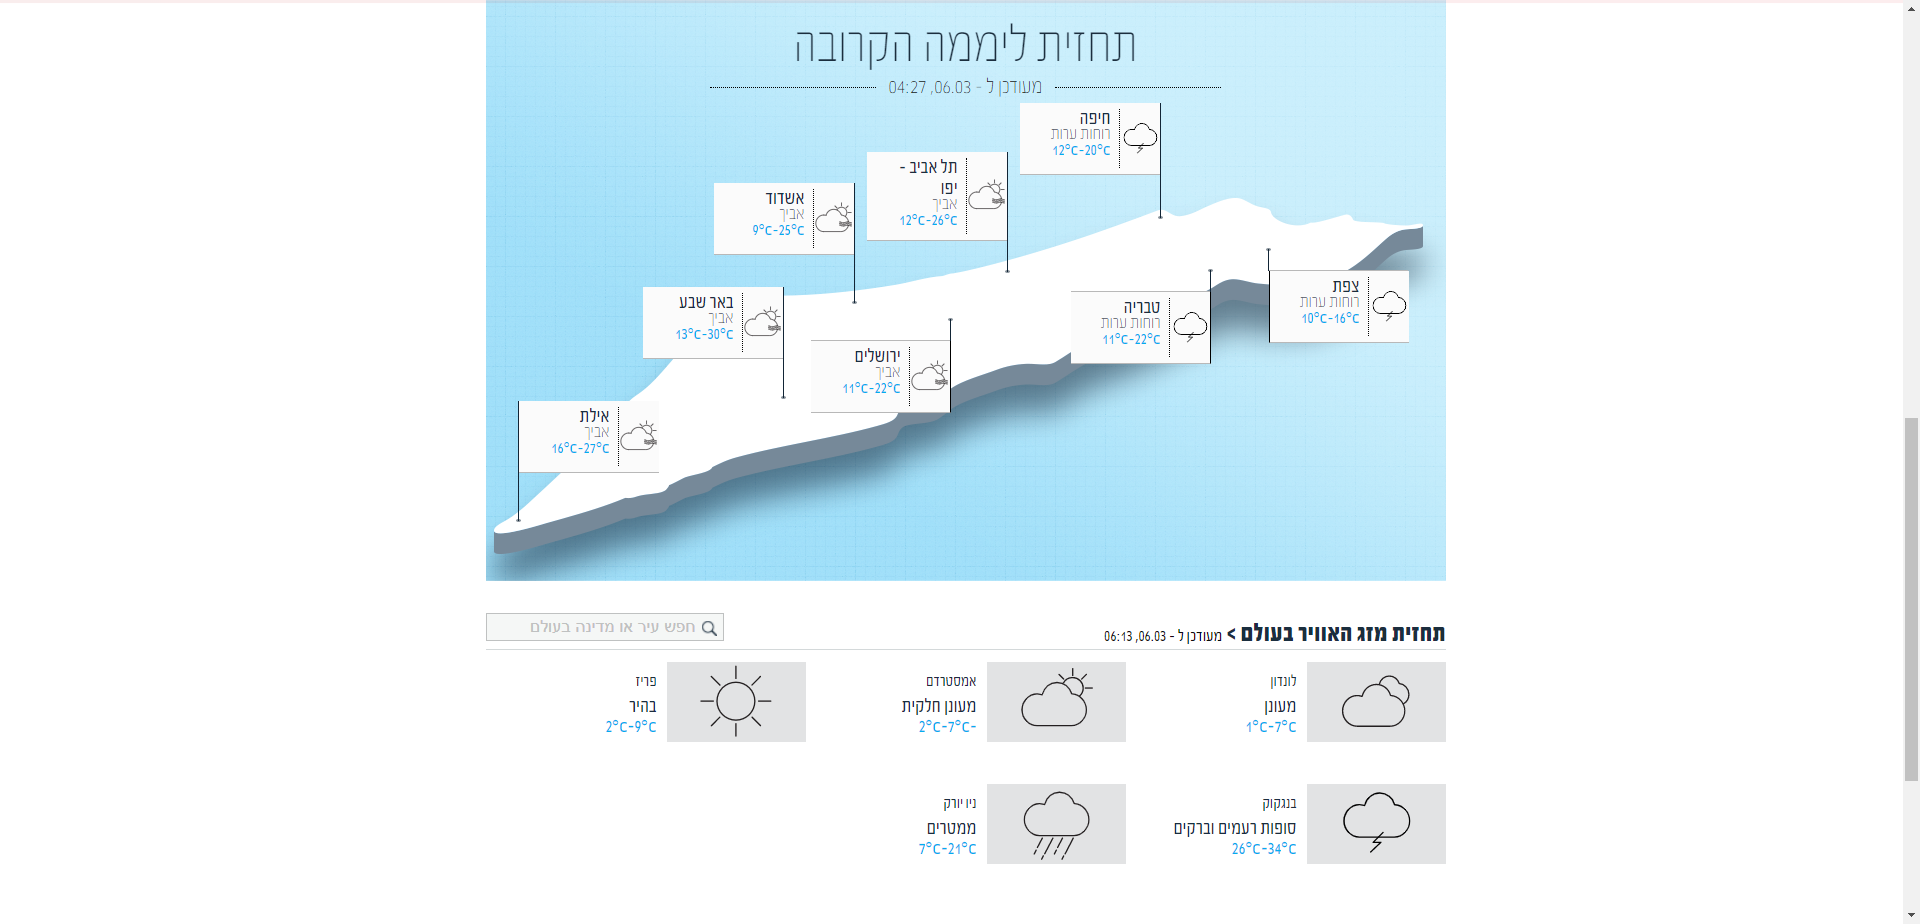 תחזית ליממה הקרובה
מעודכן ל - 06.03, 04:27
חיפה
רוחות ערות
12°C-20°C
תל אביב -
יפו
אביך
12°C-26°C
אשדוד
אביך
9°C-25°C
צפת
רוחות ערות
10°C-16°C
טבריה
רוחות ערות
11°C-22°C
באר שבע
אביך
13°C-30°C
ירושלים
אביך
11°C-22°C
אילת
אביך
16°C-27°C
תחזית מזג האוויר בעולם > מעודכן ל - 06.03, 06:13
חפש עיר או מדינה בעולם
לונדון
מעונן
1°C-7°C
אמסטרדם
מעונן חלקית
2°C-7°C-
פריז
בהיר
2°C-9°C
בנגקוק
סופות רעמים וברקים
26°C-34°C
ניו יורק
ממטרים
7°C-21°C